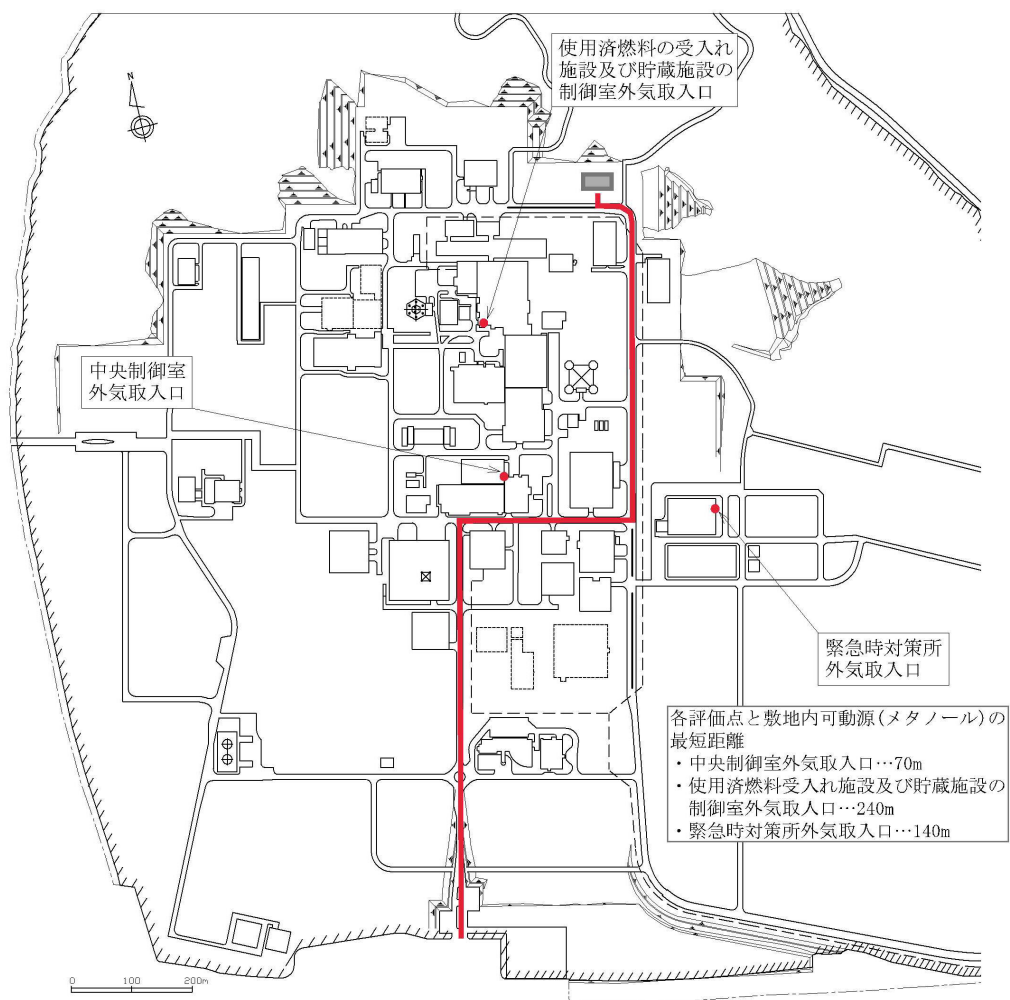 使用済燃料の受入れ
施設及び貯蔵施設の
制御室外気取入口
N
中央制御室
外気取入口
緊急時対策所
外気取入口
各評価点と敷地内可動源(メタノール)の
最短距離
・中央制御室外気取入口…70m
・使用済燃料受入れ施設及び貯蔵施設の
制御室外気取入口…240m
・緊急時対策所外気取入口…140m
0 100 200m